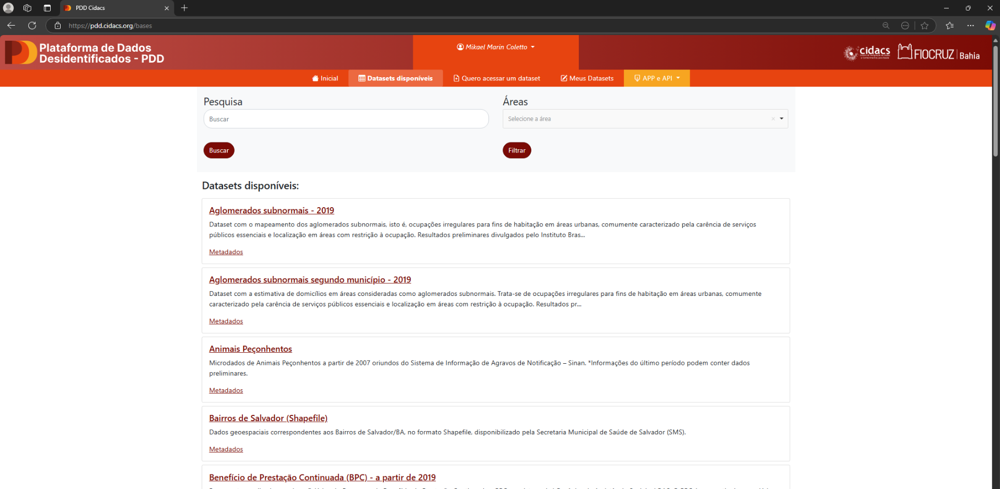 PDD Cidacs
https://pdd.cidacs.org/bases
Plataforma de Dados
Desidentificados - PDD
Mikael Marin Coletto
cidacs
FIOCRUZ | Bahia
Inicial
Datasets disponíveis
Quero acessar um dataset
Meus Datasets
APP e API
Pesquisa
Áreas
Buscar
Selecione a área
Buscar
Filtrar
Datasets disponíveis:
Aglomerados subnormais - 2019
Dataset com o mapeamento dos aglomerados subnormais, isto é, ocupações irregulares para fins de habitação em áreas urbanas, comumente caracterizado pela carência de serviços
públicos essenciais e localização em áreas com restrição à ocupação. Resultados preliminares divulgados pelo Instituto Bras...
Metadados
Aglomerados subnormais segundo município - 2019
Dataset com a estimativa de domicílios em áreas consideradas como aglomerados subnormais. Trata-se de ocupações irregulares para fins de habitação em áreas urbanas, comumente
caracterizado pela carência de serviços públicos essenciais e localização em áreas com restrição à ocupação. Resultados pr...
Metadados
Animais Peçonhentos
Microdados de Animais Peçonhentos a partir de 2007 oriundos do Sistema de Informação de Agravos de Notificação – Sinan. *Informações do último período podem conter dados
preliminares.
Metadados
Bairros de Salvador (Shapefile)
Dados geoespaciais correspondentes aos Bairros de Salvador/BA, no formato Shapefile, disponibilizado pela Secretaria Municipal de Saúde de Salvador (SMS).
Metadados
Benefício de Prestação Continuada (BPC) - a partir de 2019